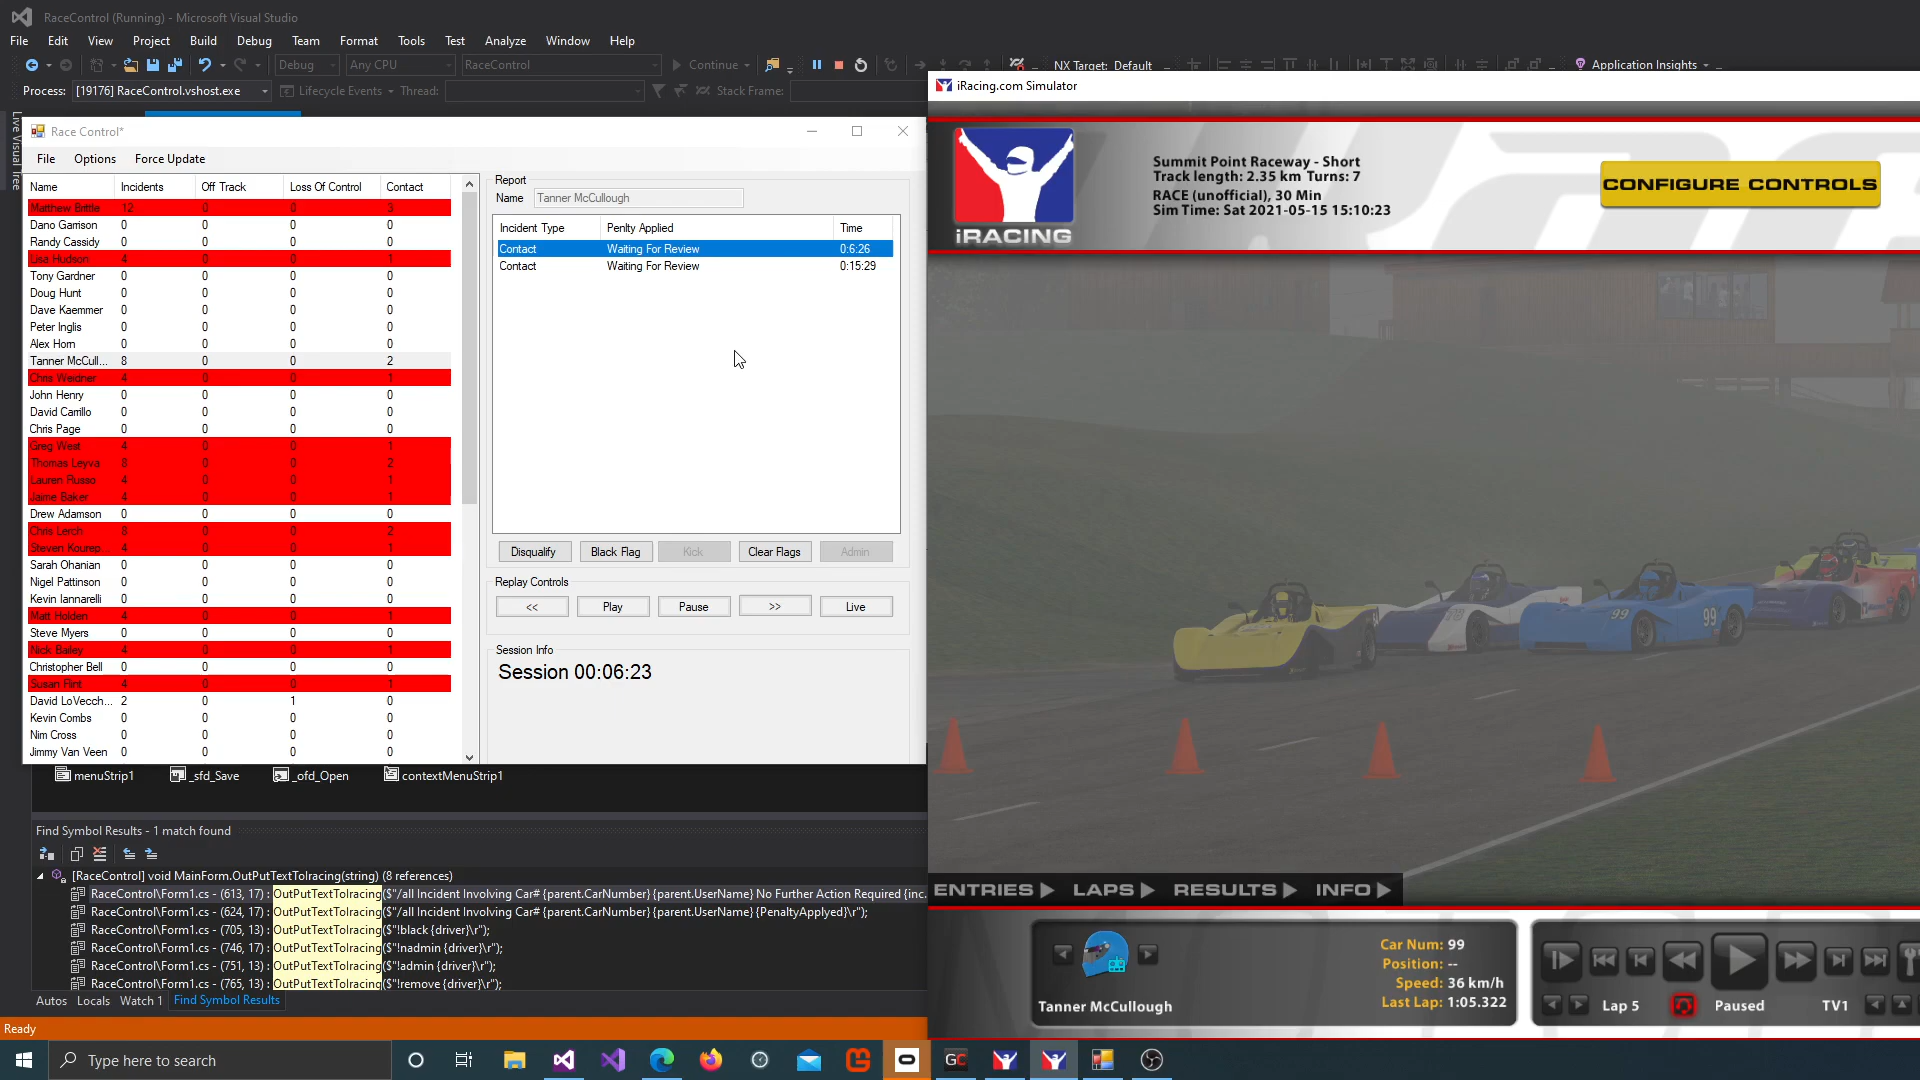 RaceControl (Running) - Microsoft Visual Studio
File Edit View Project Build Debug Team Format Tools Test Analyze Window Help
Debug Any CPU RaceControl Continue NX Target: Default Application Insights
Process: [19176] RaceControl.vshost.exe Lifecycle Events Thread: Stack Frame:
Live Visual Tree
Race Control*
File Options Force Update
Name Incidents Off Track Loss Of Control Contact
Matthew Brittle 12 0 0 3
Dano Garrison 0 0 0 0
Randy Cassidy 0 0 0 0
Lisa Hudson 4 0 0 1
Tony Gardner 0 0 0 0
Doug Hunt 0 0 0 0
Dave Kaemmer 0 0 0 0
Peter Inglis 0 0 0 0
Alex Horn 0 0 0 0
Tanner McCull... 8 0 0 2
Chris Weidner 4 0 0 1
John Henry 0 0 0 0
David Carrillo 0 0 0 0
Chris Page 0 0 0 0
Greg West 4 0 0 1
Thomas Leyva 8 0 0 2
Lauren Russo 4 0 0 1
Jaime Baker 4 0 0 1
Drew Adamson 0 0 0 0
Chris Lerch 8 0 0 2
Steven Kourep... 4 0 0 1
Sarah Ohanian 0 0 0 0
Nigel Pattinson 0 0 0 0
Kevin Iannarelli 0 0 0 0
Matt Holden 4 0 0 1
Steve Myers 0 0 0 0
Nick Bailey 4 0 0 1
Christopher Bell 0 0 0 0
Susan Flint 4 0 0 1
David LoVecch... 2 0 1 0
Kevin Combs 0 0 0 0
Nim Cross 0 0 0 0
Jimmy Van Veen 0 0 0 0
Report
Name Tanner McCullough
Incident Type Penlty Applied Time
Contact Waiting For Review 0:6:26
Contact Waiting For Review 0:15:29
Disqualify Black Flag Kick Clear Flags Admin
Replay Controls
<< Play Pause >> Live
Session Info
Session 00:06:23
menuStrip1 _sfd_Save _ofd_Open contextMenuStrip1
Find Symbol Results - 1 match found
[RaceControl] void MainForm.OutPutTextToIracing(string) (8 references)
RaceControl\Form1.cs - (613, 17) : OutPutTextToIracing($"/all Incident Involving Car# {parent.CarNumber} {parent.UserName} No Further Action Required {inc.
RaceControl\Form1.cs - (624, 17) : OutPutTextToIracing($"/all Incident Involving Car# {parent.CarNumber} {parent.UserName} {PenaltyApplyed}\r");
RaceControl\Form1.cs - (705, 13) : OutPutTextToIracing($"!black {driver}\r");
RaceControl\Form1.cs - (746, 17) : OutPutTextToIracing($"!nadmin {driver}\r");
RaceControl\Form1.cs - (751, 13) : OutPutTextToIracing($"!admin {driver}\r");
RaceControl\Form1.cs - (765, 13) : OutPutTextToIracing($"!remove {driver}\r");
Autos Locals Watch 1 Find Symbol Results
Ready
Type here to search
GC
iRacing.com Simulator
iRACING
Summit Point Raceway - Short
Track length: 2.35 km Turns: 7
RACE (unofficial), 30 Min
Sim Time: Sat 2021-05-15 15:10:23
CONFIGURE CONTROLS
99 99
ENTRIES LAPS RESULTS INFO
Tanner McCullough
Car Num: 99
Position: --
Speed: 36 km/h
Last Lap: 1:05.322
Lap 5 Paused TV1